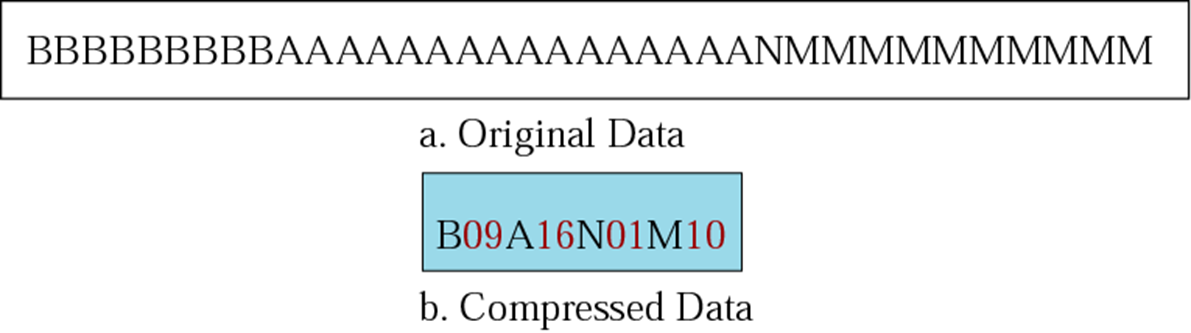 BBBBBBBBBAAAAAAAAAAAAAAAANMMMMMMMMMM
a. Original Data
B09A16N01M10
b. Compressed Data